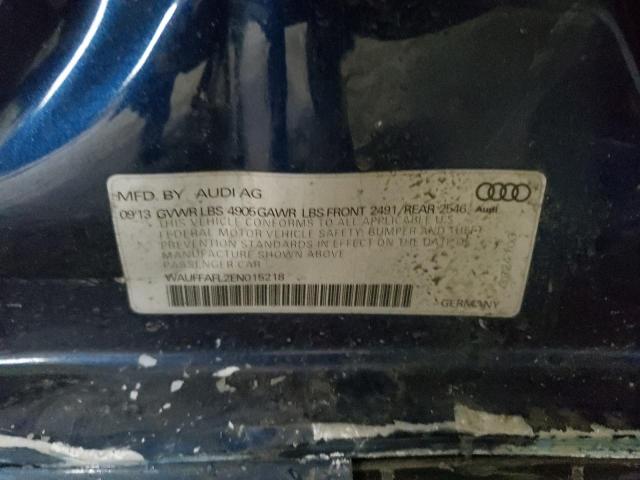 MFD. BY AUDI AG
09'13 GVWR LBS 4905 GAWR LBS FRONT 2491/REAR 2546 Audi
THIS VEHICLE CONFORMS TO ALL APPLICABLE U.S.
FEDERAL MOTOR VEHICLE SAFETY, BUMPER AND THEFT
PREVENTION STANDARDS IN EFFECT ON THE DATE OF
MANUFACTURE SHOWN ABOVE.
PASSENGER CAR
WAUFFAFL2EN015218
GERMANY